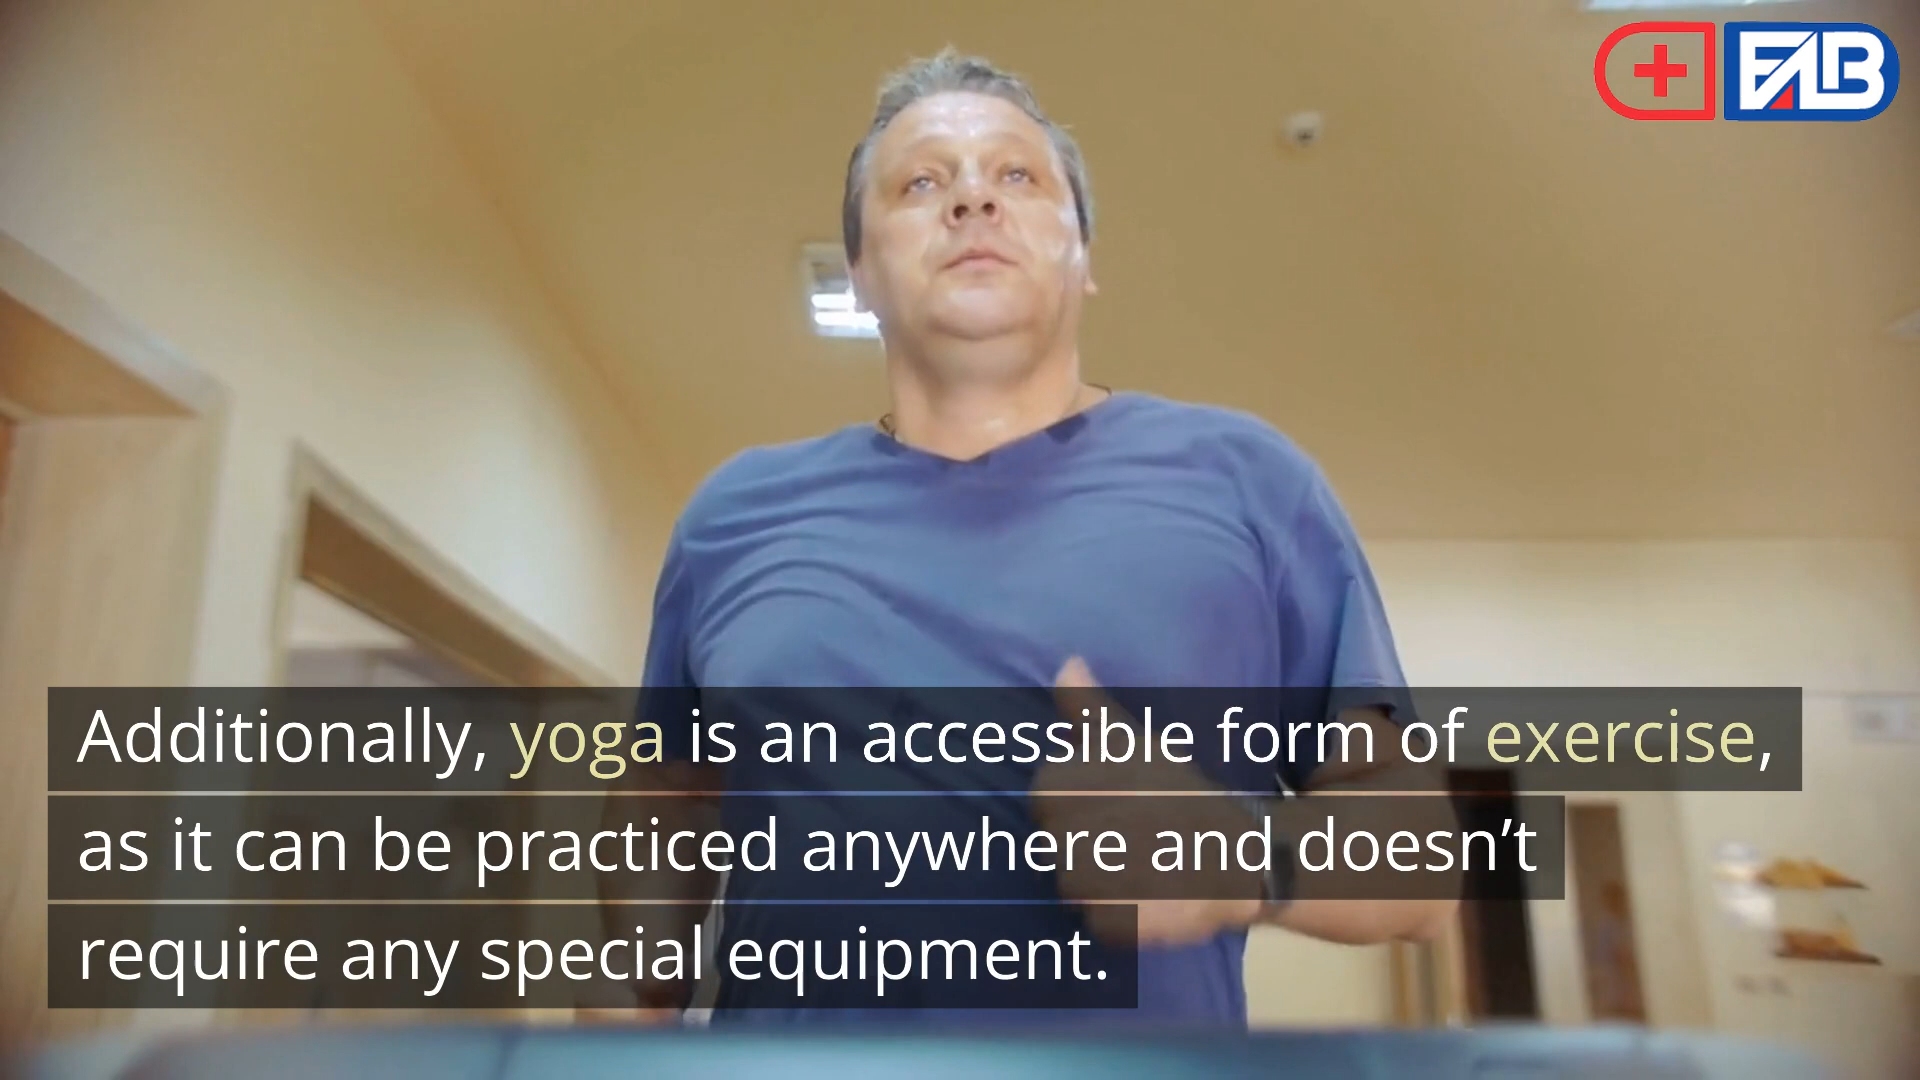 FAB
Additionally, yoga is an accessible form of exercise,
as it can be practiced anywhere and doesn’t
require any special equipment.